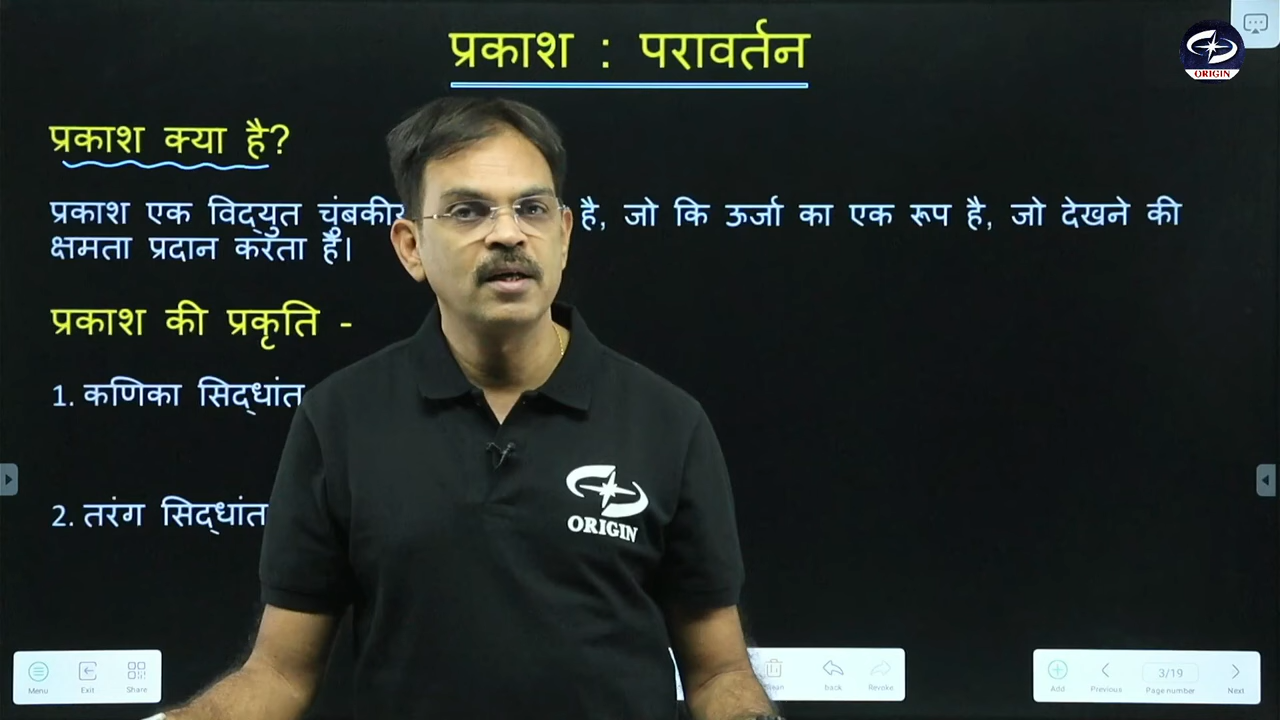 प्रकाश : परावर्तन
ORIGIN
प्रकाश क्या है?
प्रकाश एक विद्युत है, जो कि ऊर्जा का एक रूप है, जो देखने की
क्षमता प्रदान करता है।
प्रकाश की प्रकृति -
1. कणिका सिद्धांत
ORIGIN
2. तरंग सिद्धांत
Menu Exit Share back Revoke Add Previous 3/19 Page number Next